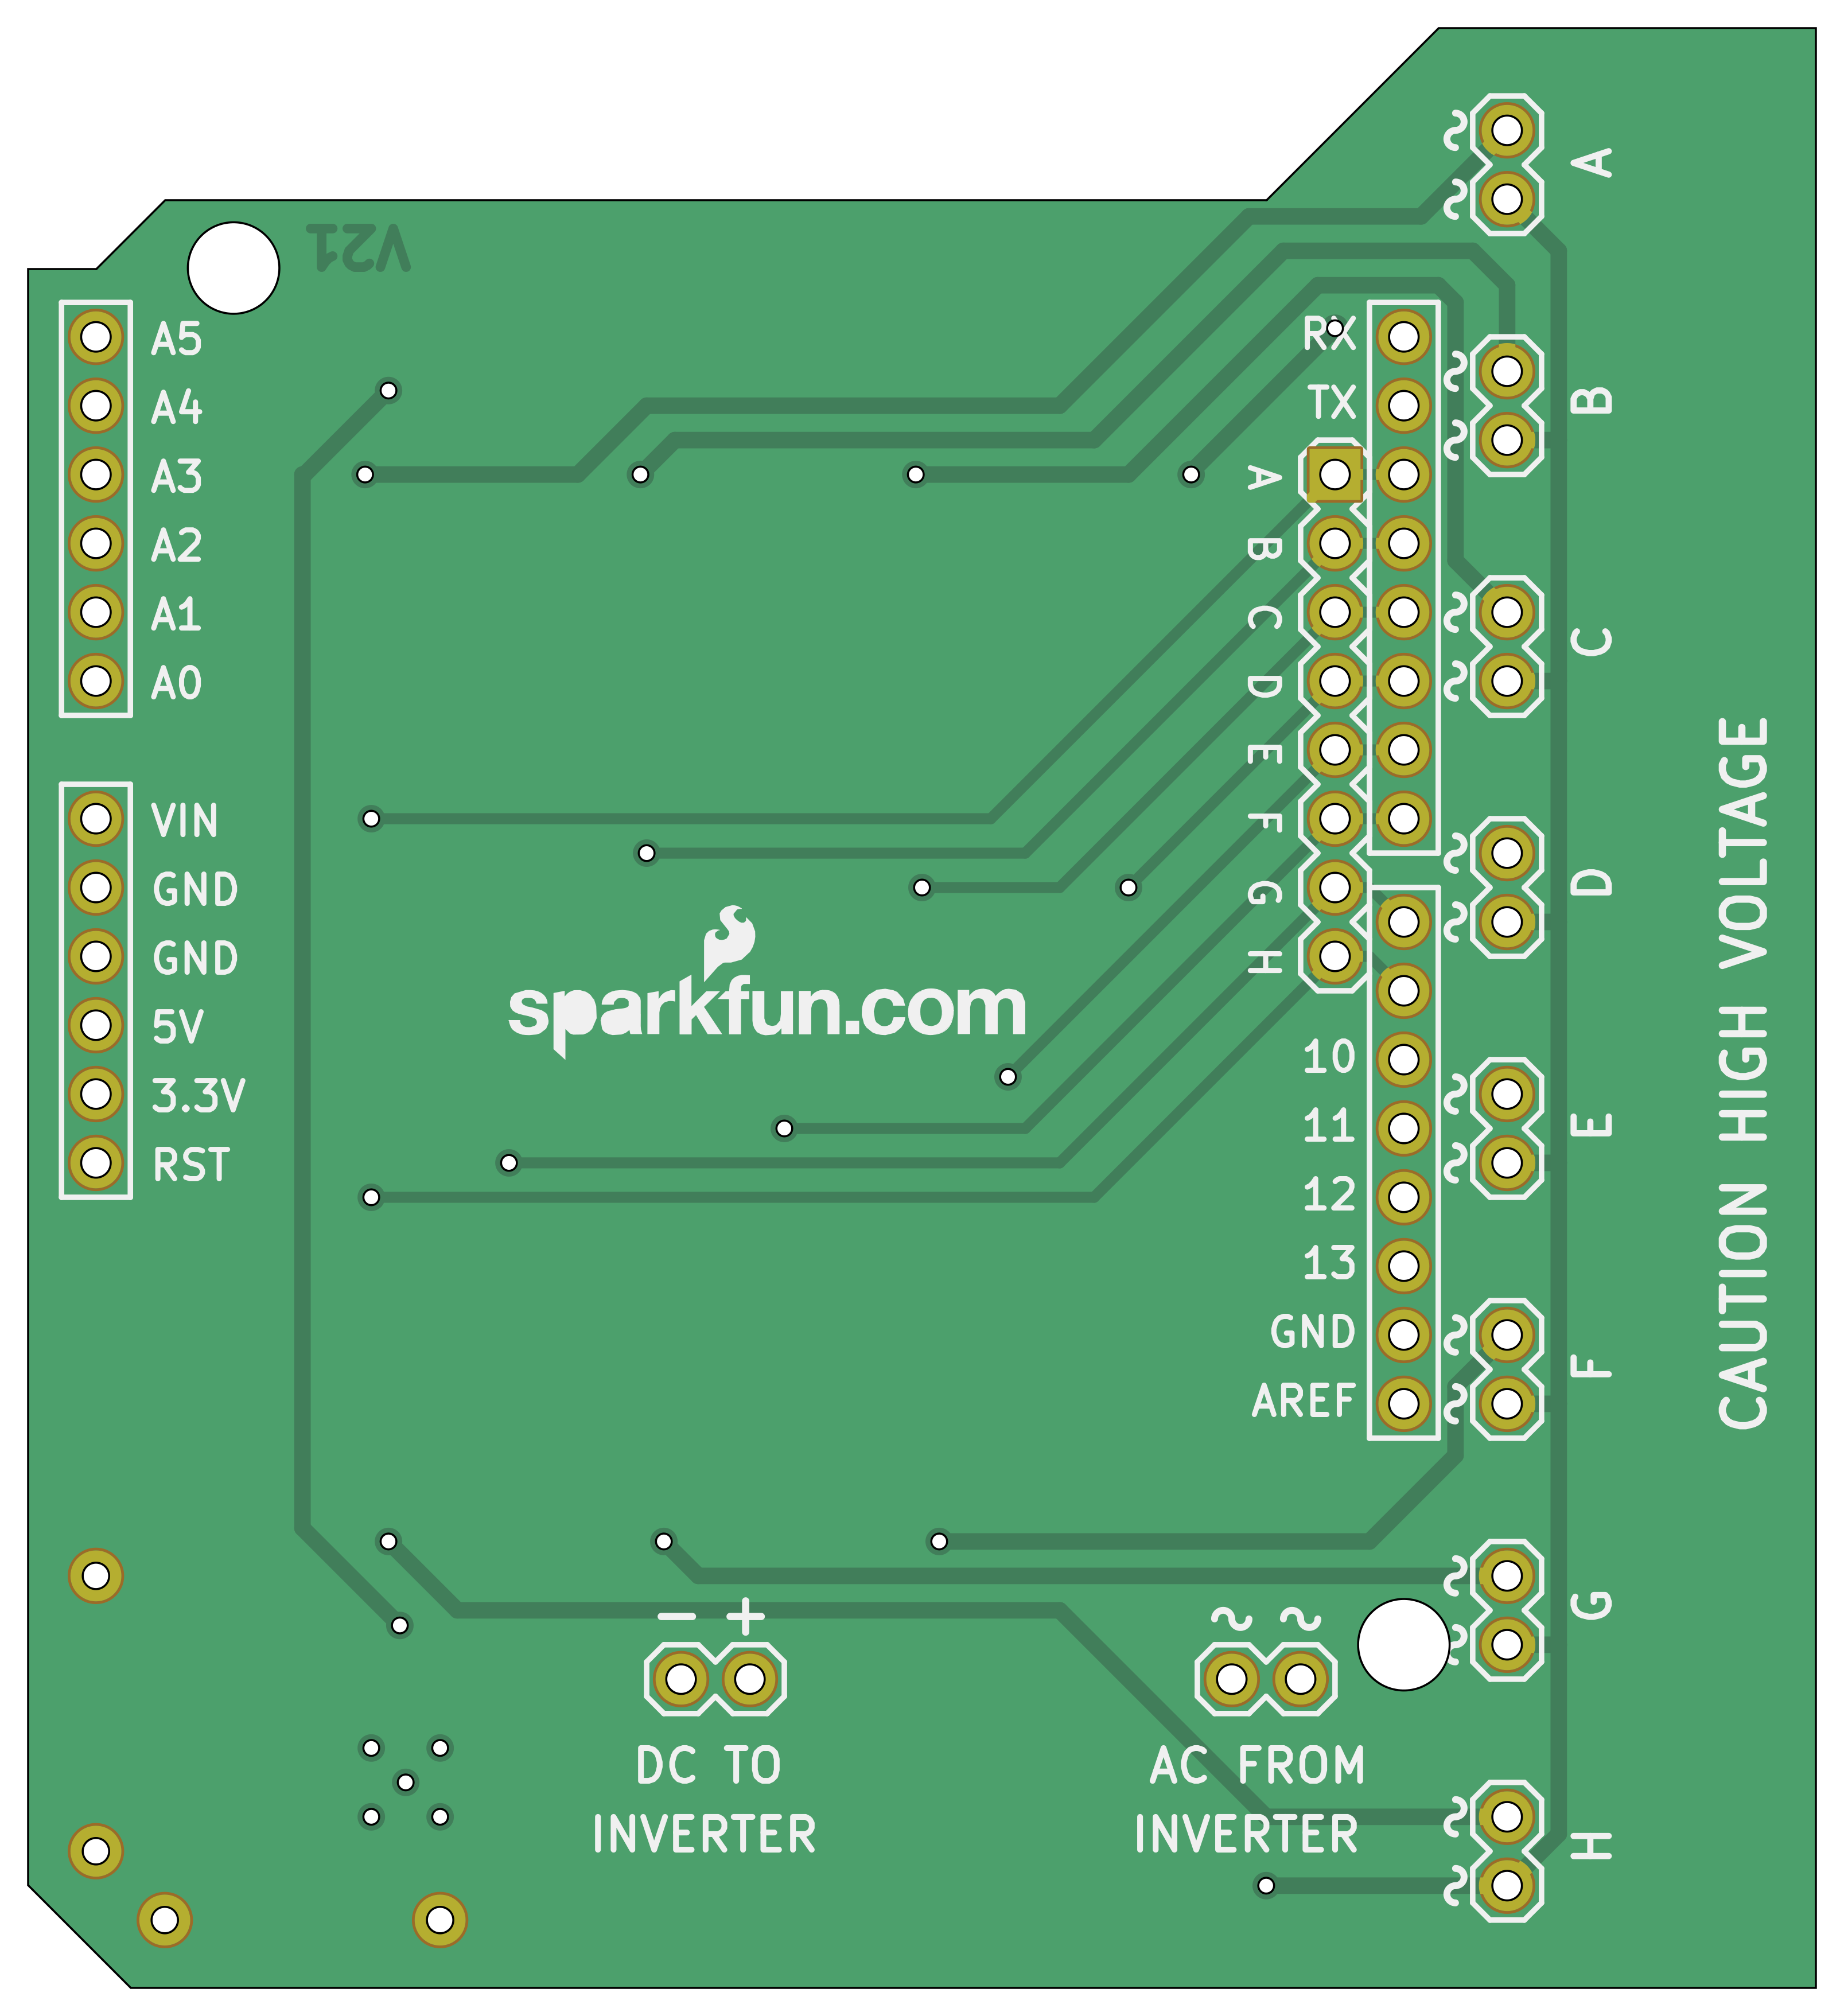 V21
A5
A4
A3
A2
A1
A0
VIN
GND
GND
5V
3.3V
RST
sparkfun.com
RX
TX
A
B
C
D
E
F
G
H
10
11
12
13
GND
AREF
A
B
C
D
E
F
G
H
CAUTION HIGH VOLTAGE
- +
DC TO
INVERTER
~ ~
AC FROM
INVERTER